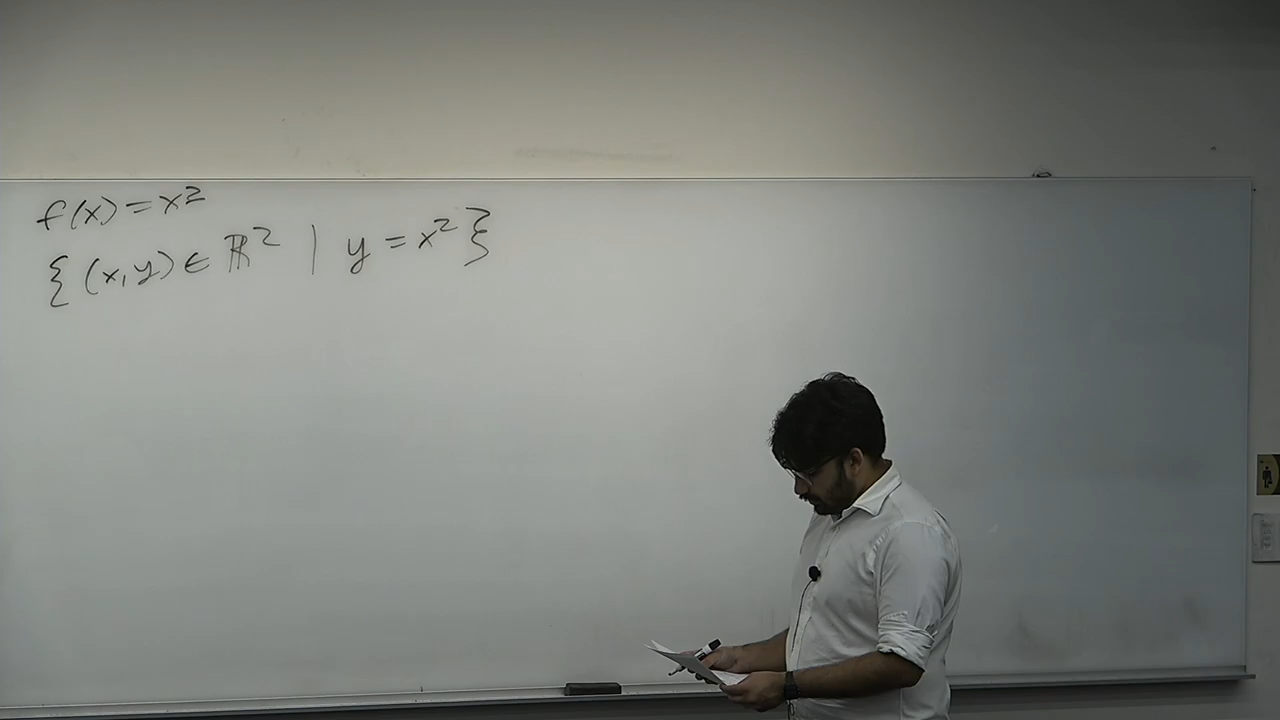 f(x) = x²
{(x,y) ∈ ℝ² | y = x²}